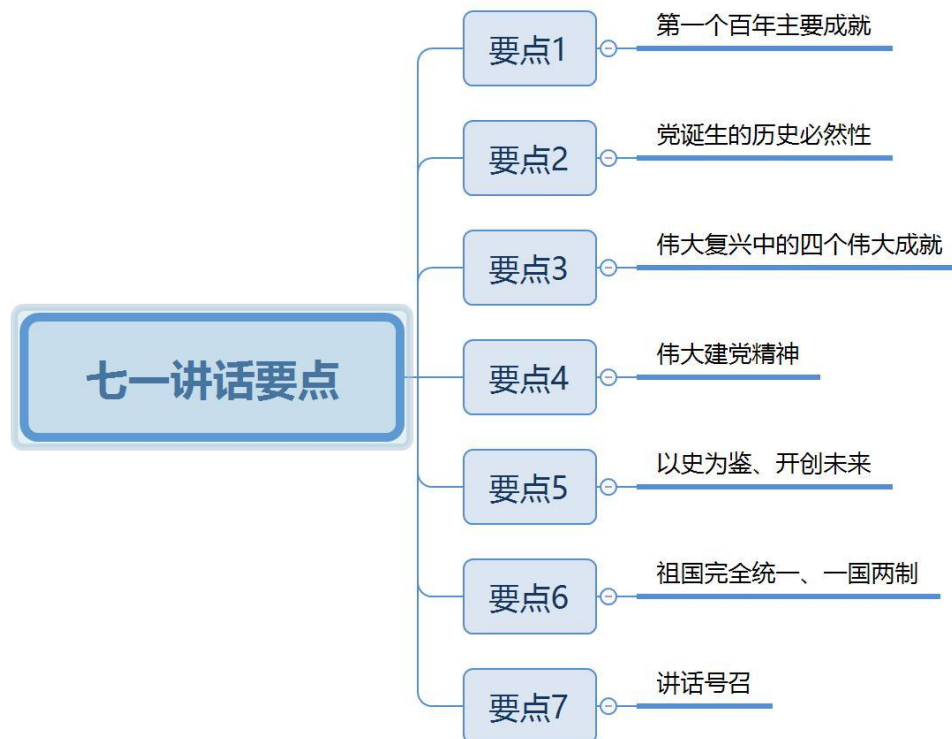 七一讲话要点
要点1
第一个百年主要成就
要点2
党诞生的历史必然性
要点3
伟大复兴中的四个伟大成就
要点4
伟大建党精神
要点5
以史为鉴、开创未来
要点6
祖国完全统一、一国两制
要点7
讲话号召